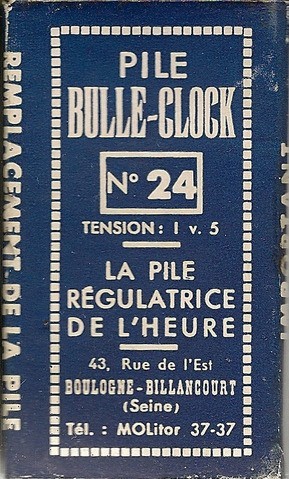 PILE
BULLE-CLOCK
Nº 24
TENSION : 1 v. 5
LA PILE
RÉGULATRICE
DE L'HEURE
43, Rue de l'Est
BOULOGNE-BILLANCOURT
(Seine)
Tél. : MOLitor 37-37
REMPLACEMENT DE LA PILE